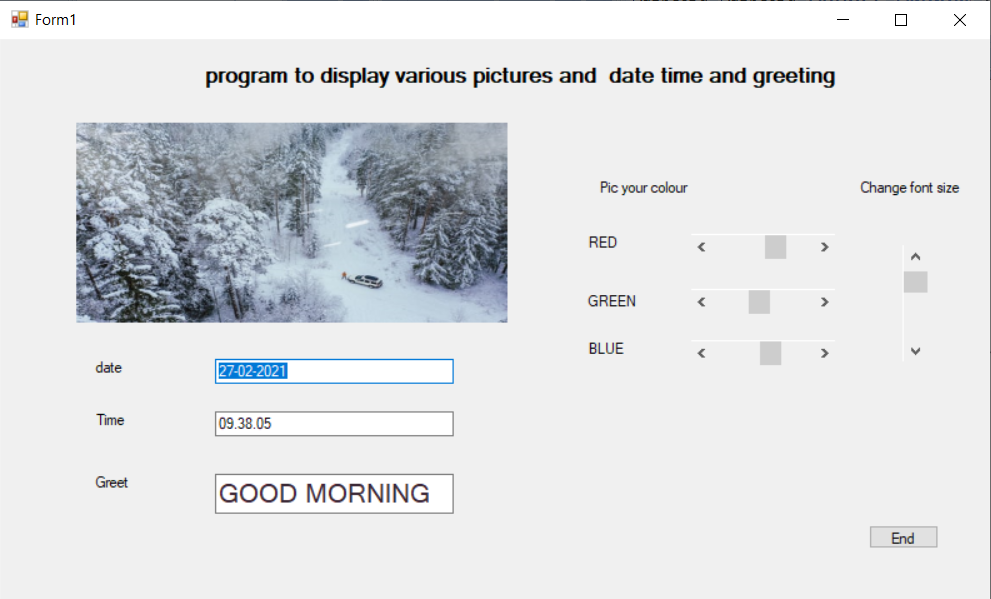 Form1
program to display various pictures and  date time and greeting
Pic your colour
Change font size
RED
GREEN
BLUE
date
27-02-2021
Time
09.38.05
Greet
GOOD MORNING
End